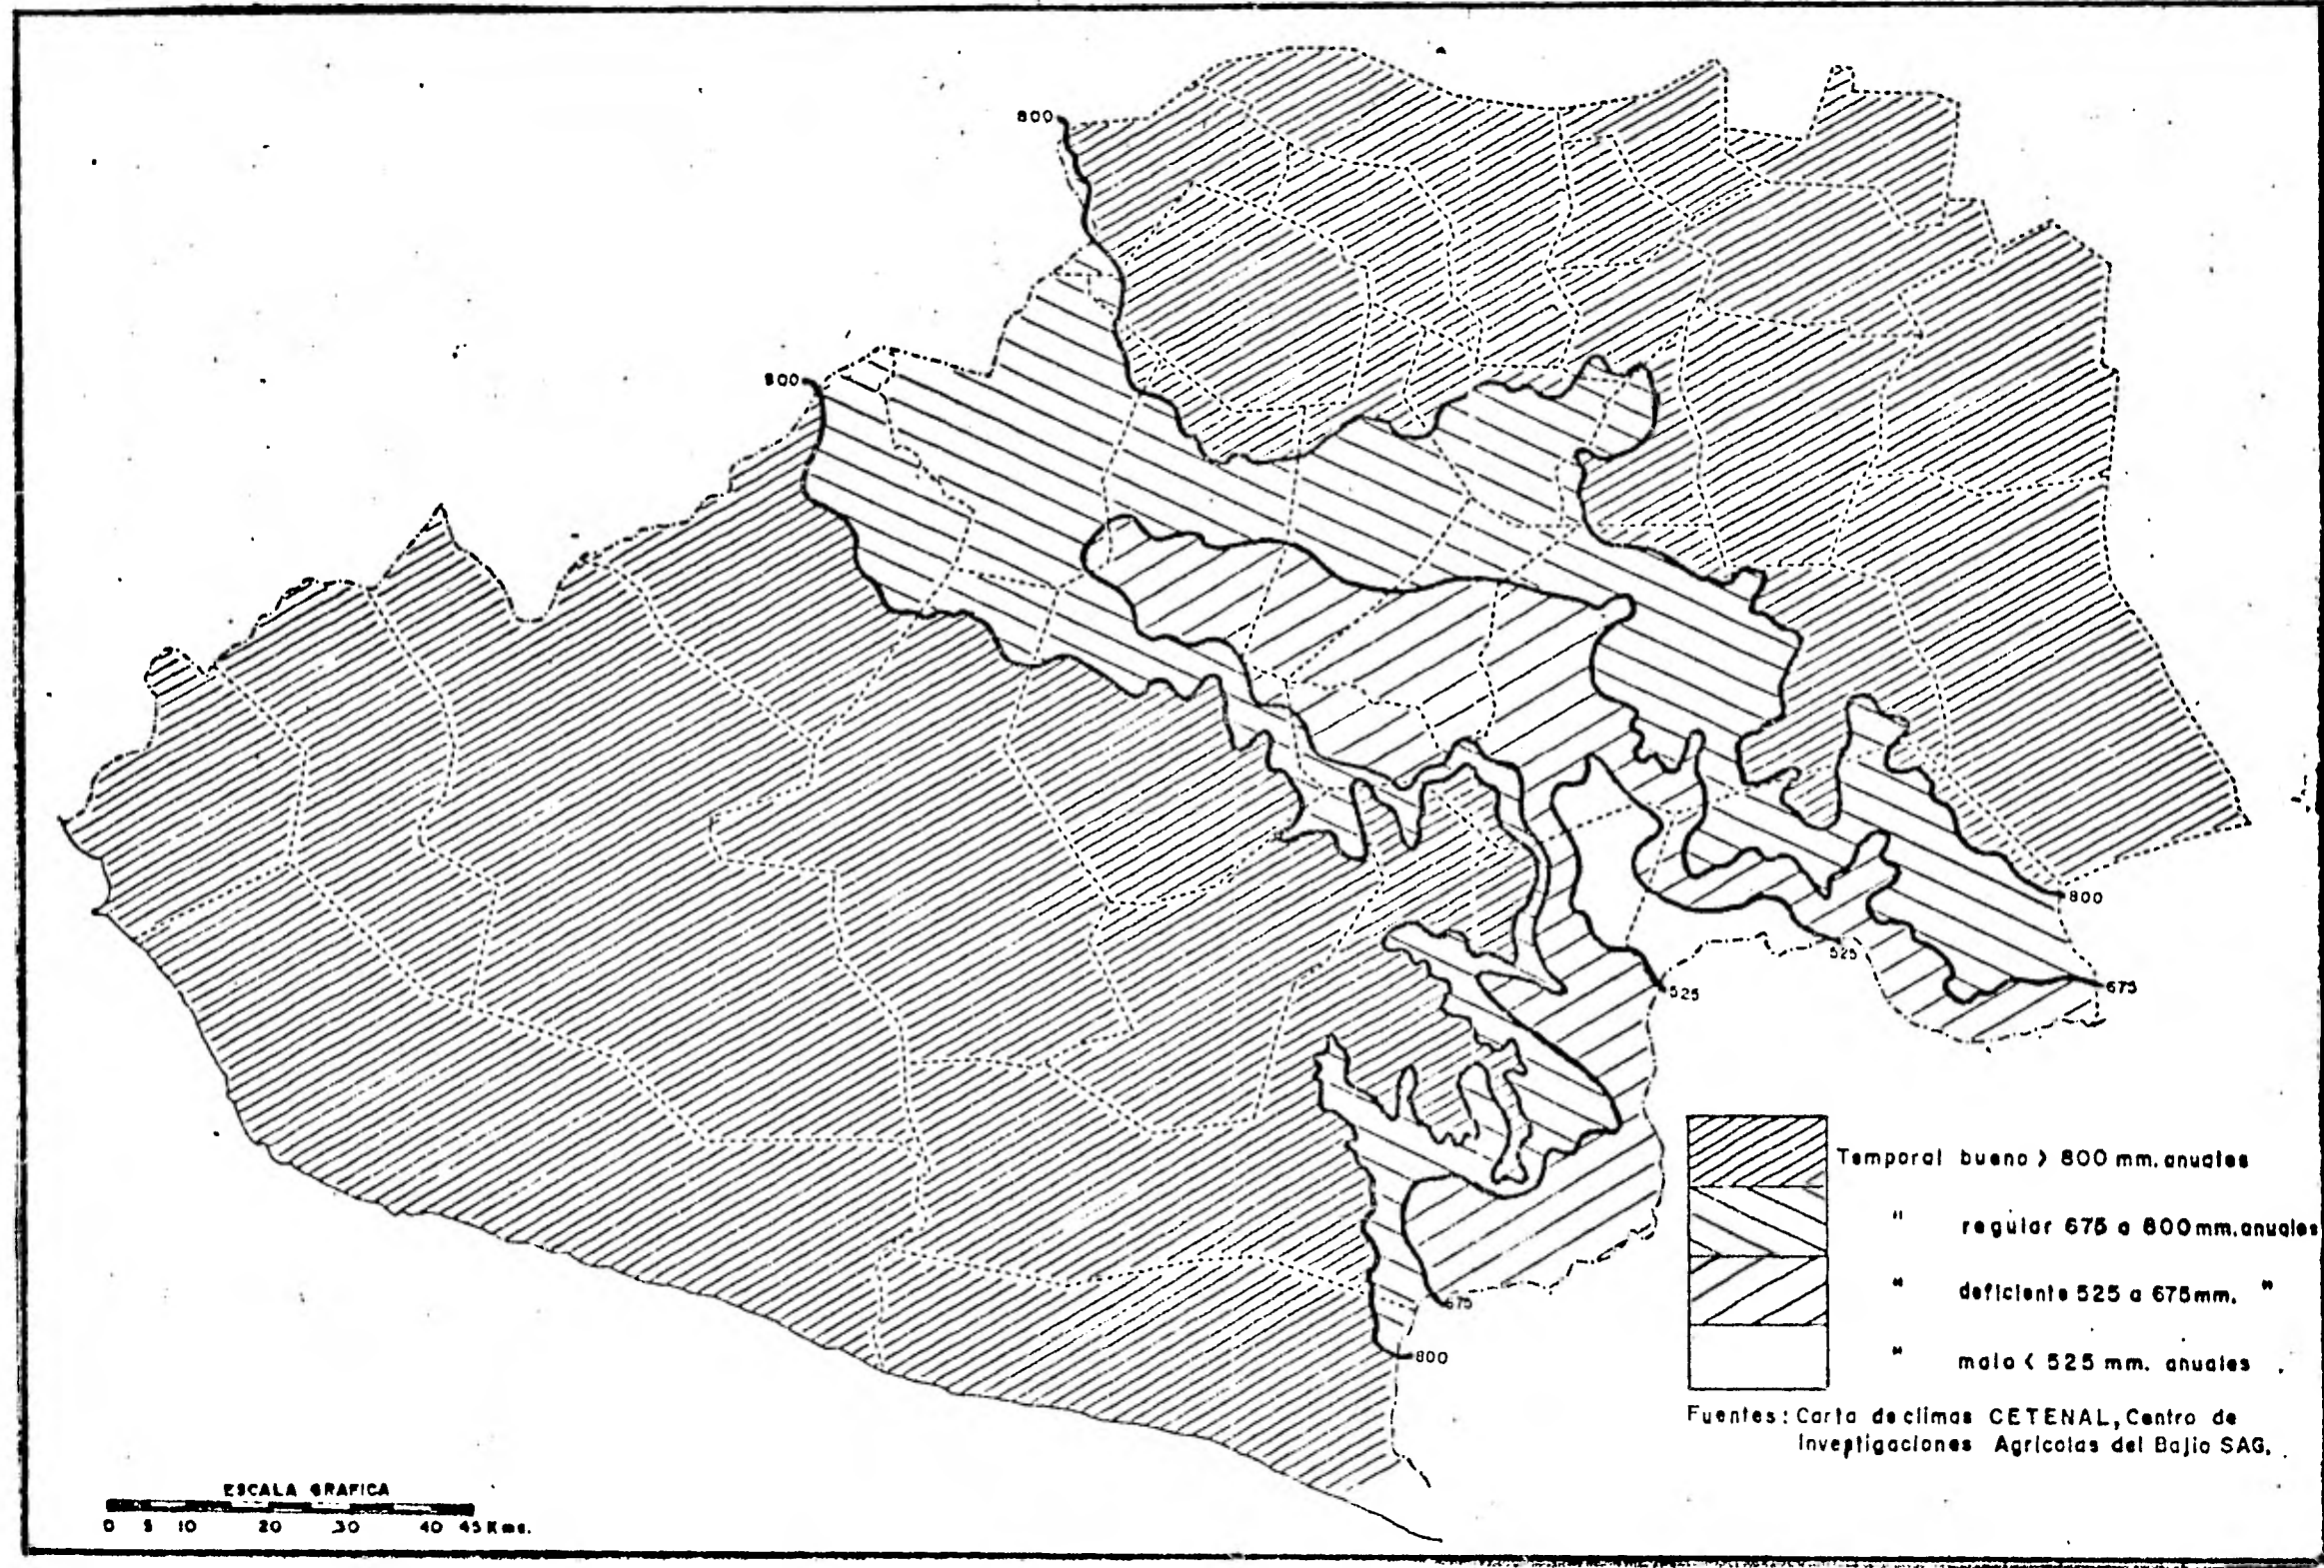 800
800
800
525
525
675
675
800
Temporal bueno > 800 mm. anuales
" regular 675 a 800 mm. anuales
" deficiente 525 a 675 mm. "
" malo < 525 mm. anuales
Fuentes: Carta de climas CETENAL, Centro de
Investigaciones Agrícolas del Bajio SAG.
ESCALA GRAFICA
0 5 10 20 30 40 45 Kms.